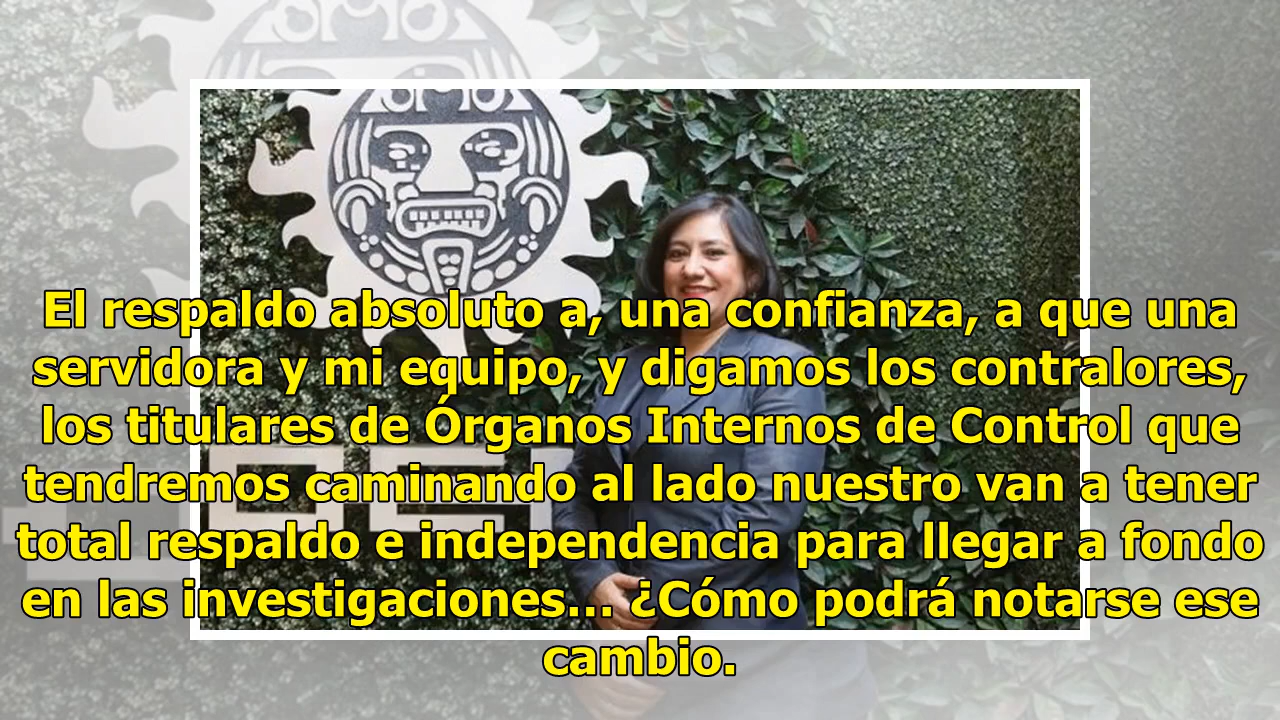 El respaldo absoluto a, una confianza, a que una
servidora y mi equipo, y digamos los contralores,
los titulares de Órganos Internos de Control que
tendremos caminando al lado nuestro van a tener
total respaldo e independencia para llegar a fondo
en las investigaciones... ¿Cómo podrá notarse ese
cambio.